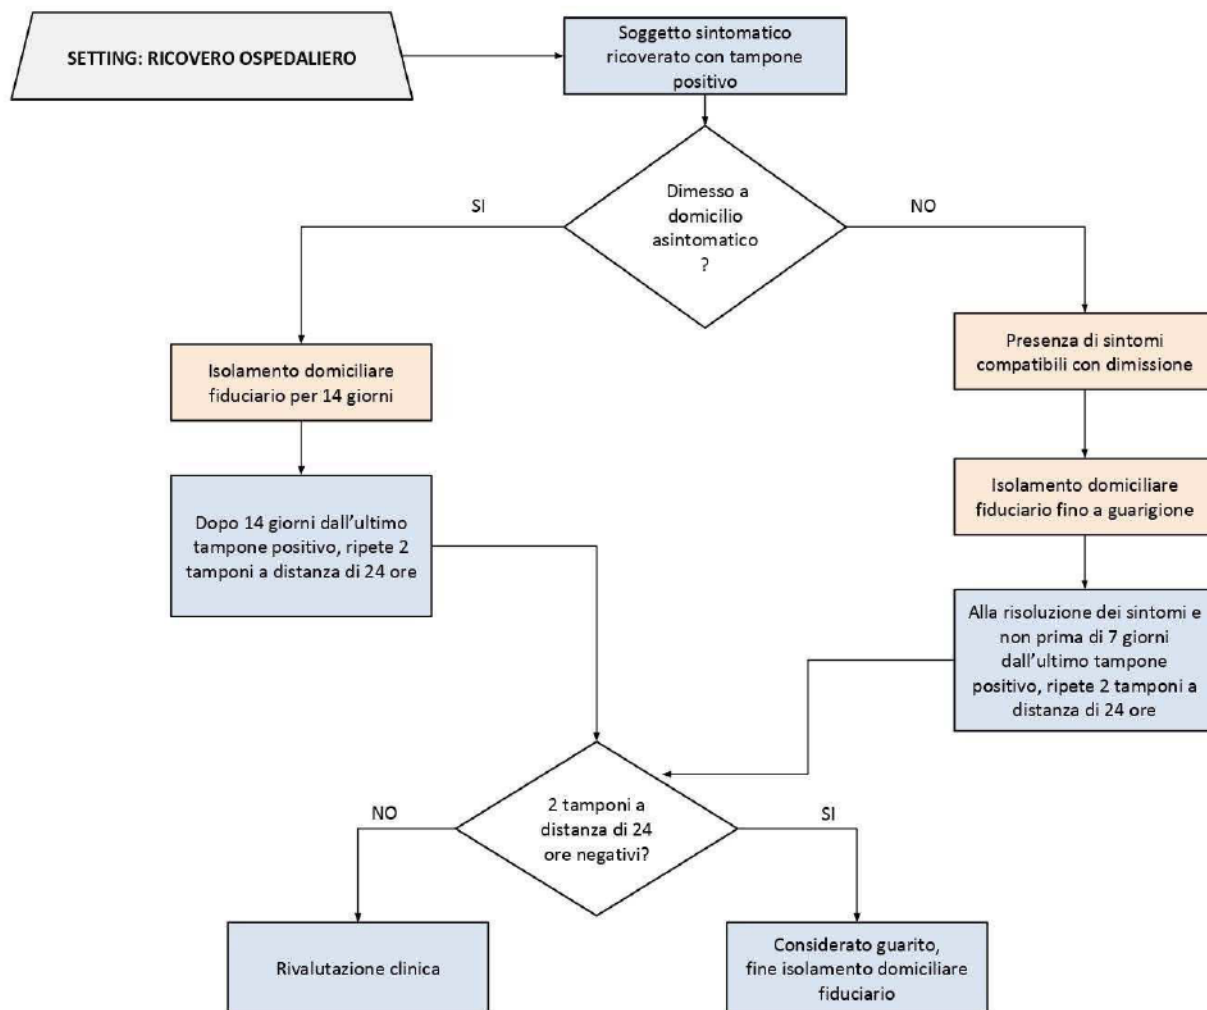 SETTING: RICOVERO OSPEDALIERO
Soggetto sintomatico
ricoverato con tampone
positivo
Dimesso a
domicilio
asintomatico
?
SI
NO
Isolamento domiciliare
fiduciario per 14 giorni
Presenza di sintomi
compatibili con dimissione
Dopo 14 giorni dall'ultimo
tampone positivo, ripete 2
tamponi a distanza di 24 ore
Isolamento domiciliare
fiduciario fino a guarigione
Alla risoluzione dei sintomi e
non prima di 7 giorni
dall'ultimo tampone
positivo, ripete 2 tamponi a
distanza di 24 ore
2 tamponi a
distanza di 24
ore negativi?
NO
SI
Rivalutazione clinica
Considerato guarito,
fine isolamento domiciliare
fiduciario